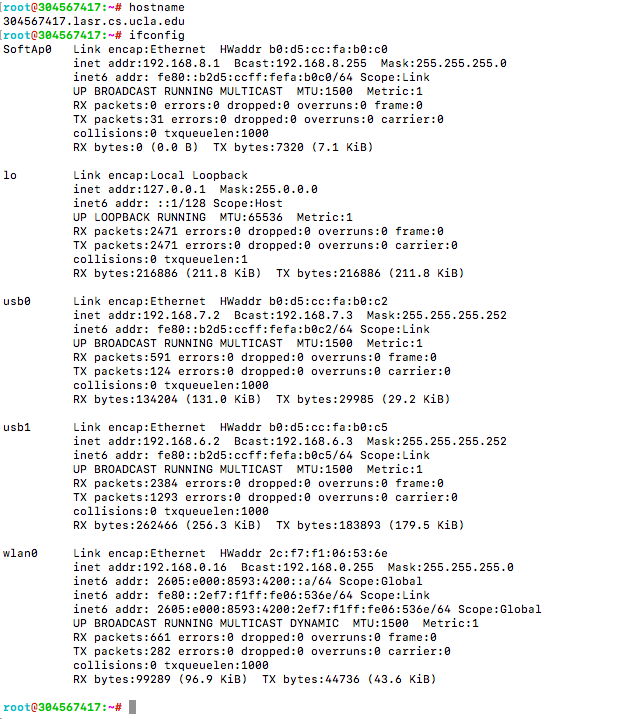 [root@304567417:~# hostname
304567417.lasr.cs.ucla.edu
[root@304567417:~# ifconfig
SoftAp0   Link encap:Ethernet  HWaddr b0:d5:cc:fa:b0:c0
          inet addr:192.168.8.1  Bcast:192.168.8.255  Mask:255.255.255.0
          inet6 addr: fe80::b2d5:ccff:fefa:b0c0/64 Scope:Link
          UP BROADCAST RUNNING MULTICAST  MTU:1500  Metric:1
          RX packets:0 errors:0 dropped:0 overruns:0 frame:0
          TX packets:31 errors:0 dropped:0 overruns:0 carrier:0
          collisions:0 txqueuelen:1000
          RX bytes:0 (0.0 B)  TX bytes:7320 (7.1 KiB)

lo        Link encap:Local Loopback
          inet addr:127.0.0.1  Mask:255.0.0.0
          inet6 addr: ::1/128 Scope:Host
          UP LOOPBACK RUNNING  MTU:65536  Metric:1
          RX packets:2471 errors:0 dropped:0 overruns:0 frame:0
          TX packets:2471 errors:0 dropped:0 overruns:0 carrier:0
          collisions:0 txqueuelen:1
          RX bytes:216886 (211.8 KiB)  TX bytes:216886 (211.8 KiB)

usb0      Link encap:Ethernet  HWaddr b0:d5:cc:fa:b0:c2
          inet addr:192.168.7.2  Bcast:192.168.7.3  Mask:255.255.255.252
          inet6 addr: fe80::b2d5:ccff:fefa:b0c2/64 Scope:Link
          UP BROADCAST RUNNING MULTICAST  MTU:1500  Metric:1
          RX packets:591 errors:0 dropped:0 overruns:0 frame:0
          TX packets:124 errors:0 dropped:0 overruns:0 carrier:0
          collisions:0 txqueuelen:1000
          RX bytes:134204 (131.0 KiB)  TX bytes:29985 (29.2 KiB)

usb1      Link encap:Ethernet  HWaddr b0:d5:cc:fa:b0:c5
          inet addr:192.168.6.2  Bcast:192.168.6.3  Mask:255.255.255.252
          inet6 addr: fe80::b2d5:ccff:fefa:b0c5/64 Scope:Link
          UP BROADCAST RUNNING MULTICAST  MTU:1500  Metric:1
          RX packets:2384 errors:0 dropped:0 overruns:0 frame:0
          TX packets:1293 errors:0 dropped:0 overruns:0 carrier:0
          collisions:0 txqueuelen:1000
          RX bytes:262466 (256.3 KiB)  TX bytes:183893 (179.5 KiB)

wlan0     Link encap:Ethernet  HWaddr 2c:f7:f1:06:53:6e
          inet addr:192.168.0.16  Bcast:192.168.0.255  Mask:255.255.255.0
          inet6 addr: 2605:e000:8593:4200::a/64 Scope:Global
          inet6 addr: fe80::2ef7:f1ff:fe06:536e/64 Scope:Link
          inet6 addr: 2605:e000:8593:4200:2ef7:f1ff:fe06:536e/64 Scope:Global
          UP BROADCAST RUNNING MULTICAST DYNAMIC  MTU:1500  Metric:1
          RX packets:661 errors:0 dropped:0 overruns:0 frame:0
          TX packets:282 errors:0 dropped:0 overruns:0 carrier:0
          collisions:0 txqueuelen:1000
          RX bytes:99289 (96.9 KiB)  TX bytes:44736 (43.6 KiB)

root@304567417:~#